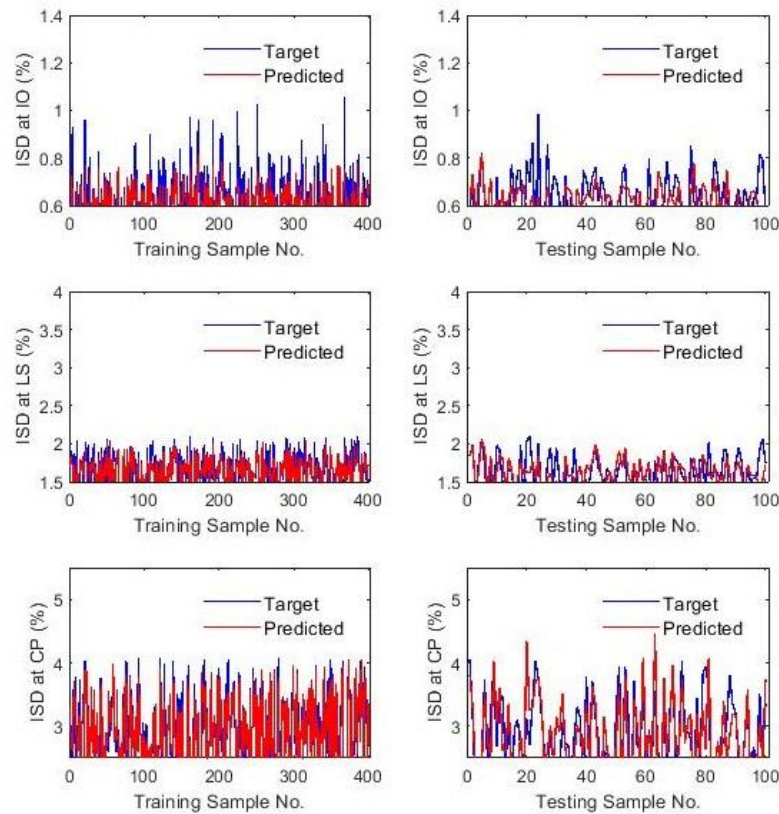 1.4
1.2
1
0.8
0.6
ISD at IO (%)
Target
Predicted
0
100
200
300
400
Training Sample No.
1.4
1.2
1
0.8
0.6
ISD at IO (%)
Target
Predicted
0
20
40
60
80
100
Testing Sample No.
4
3.5
3
2.5
2
1.5
ISD at LS (%)
Target
Predicted
0
100
200
300
400
Training Sample No.
4
3.5
3
2.5
2
1.5
ISD at LS (%)
Target
Predicted
0
20
40
60
80
100
Testing Sample No.
5
4
3
ISD at CP (%)
Target
Predicted
0
100
200
300
400
Training Sample No.
5
4
3
ISD at CP (%)
Target
Predicted
0
20
40
60
80
100
Testing Sample No.